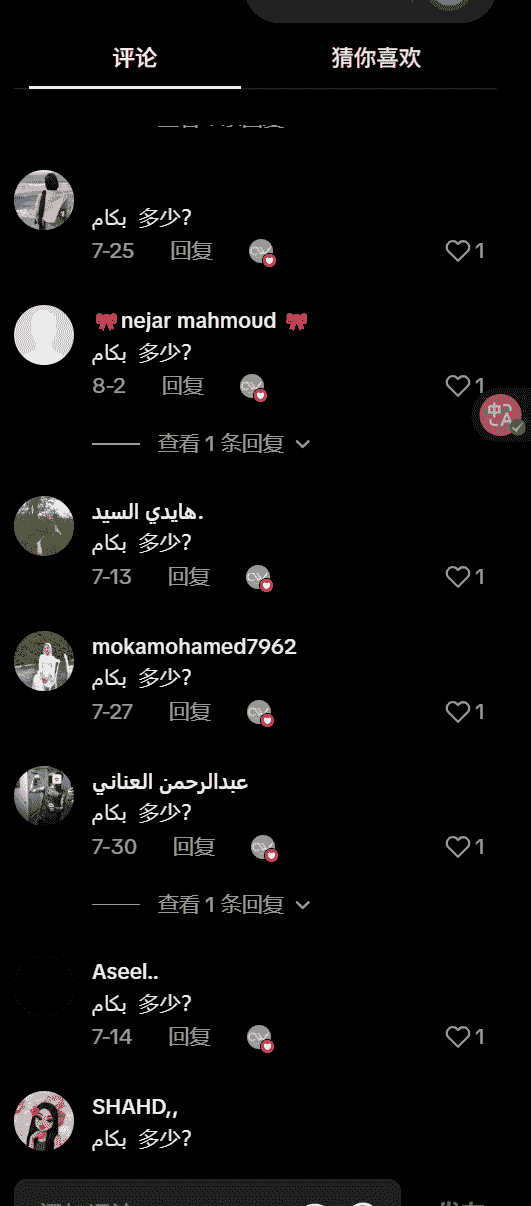 评论 猜你喜欢
بكام 多少?
7-25 回复 1
🎀nejar mahmoud 🎀
بكام 多少?
8-2 回复 1
查看 1 条回复
هايدي السيد.
بكام 多少?
7-13 回复 1
mokamohamed7962
بكام 多少?
7-27 回复 1
عبدالرحمن العناني
بكام 多少?
7-30 回复 1
查看 1 条回复
Aseel..
بكام 多少?
7-14 回复 1
SHAHD,,
بكام 多少?